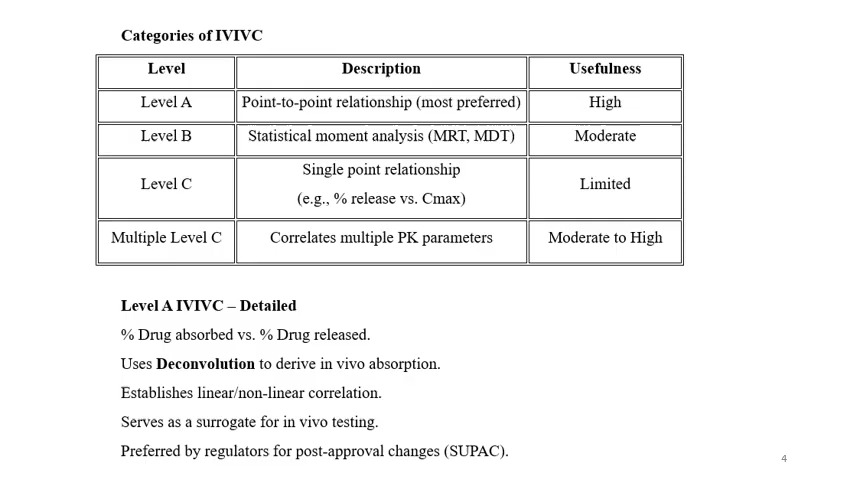 Categories of IVIVC
Level Description Usefulness
Level A Point-to-point relationship (most preferred) High
Level B Statistical moment analysis (MRT, MDT) Moderate
Level C Single point relationship Limited
(e.g., % release vs. Cmax)
Multiple Level C Correlates multiple PK parameters Moderate to High
Level A IVIVC – Detailed
% Drug absorbed vs. % Drug released.
Uses Deconvolution to derive in vivo absorption.
Establishes linear/non-linear correlation.
Serves as a surrogate for in vivo testing.
Preferred by regulators for post-approval changes (SUPAC).
4